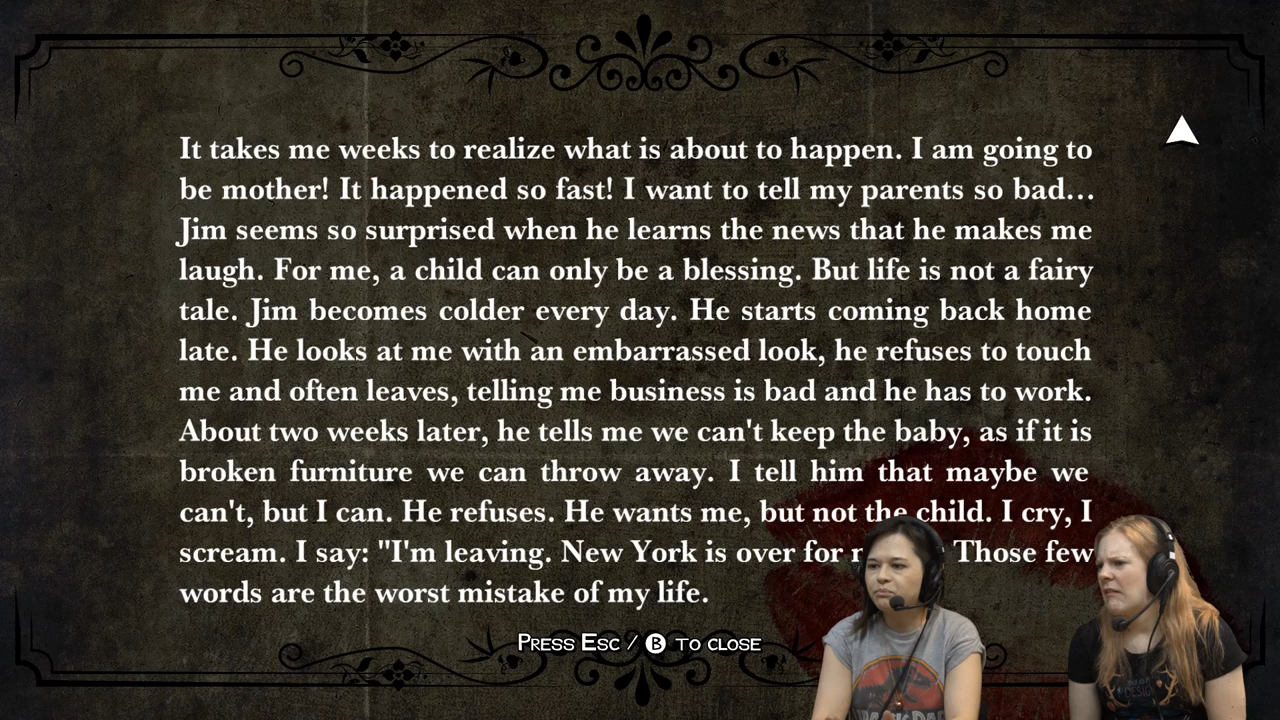 It takes me weeks to realize what is about to happen. I am going to
be mother! It happened so fast! I want to tell my parents so bad...
Jim seems so surprised when he learns the news that he makes me
laugh. For me, a child can only be a blessing. But life is not a fairy
tale. Jim becomes colder every day. He starts coming back home
late. He looks at me with an embarrassed look, he refuses to touch
me and often leaves, telling me business is bad and he has to work.
About two weeks later, he tells me we can't keep the baby, as if it is
broken furniture we can throw away. I tell him that maybe we
can't, but I can. He refuses. He wants me, but not the child. I cry, I
scream. I say: "I'm leaving. New York is over for Those few
words are the worst mistake of my life.
Press Esc / B to close
DESIGN